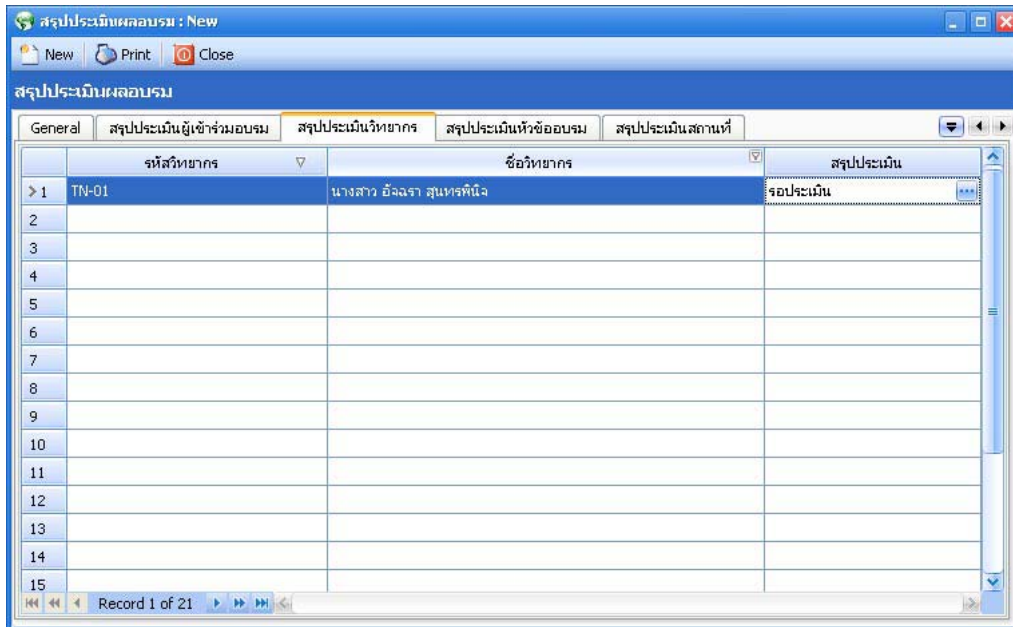 สรุปประเมินผลอบรม : New
New Print Close
สรุปประเมินผลอบรม
General สรุปประเมินผู้เข้าร่วมอบรม สรุปประเมินวิทยากร สรุปประเมินหัวข้ออบรม สรุปประเมินสถานที่
รหัสวิทยากร ชื่อวิทยากร สรุปประเมิน
1 TN-01 นางสาว อัจฉรา สุนทรพินิจ รอประเมิน
2
3
4
5
6
7
8
9
10
11
12
13
14
15
Record 1 of 21